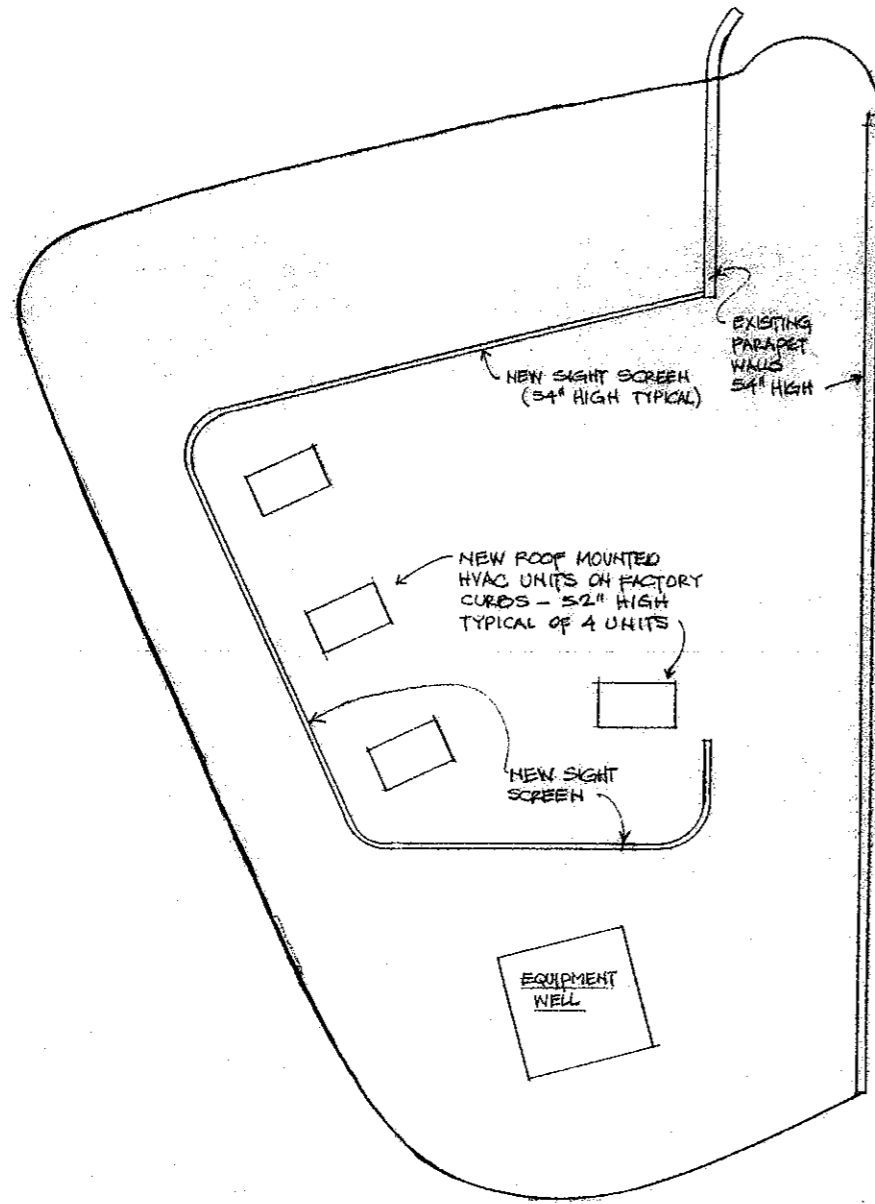 EXISTING
PARAPET
WALLS
54" HIGH
NEW SIGHT SCREEN
(54" HIGH TYPICAL)
NEW ROOF MOUNTED
HVAC UNITS ON FACTORY
CURBS - 52" HIGH
TYPICAL OF 4 UNITS
NEW SIGHT
SCREEN
EQUIPMENT
WELL